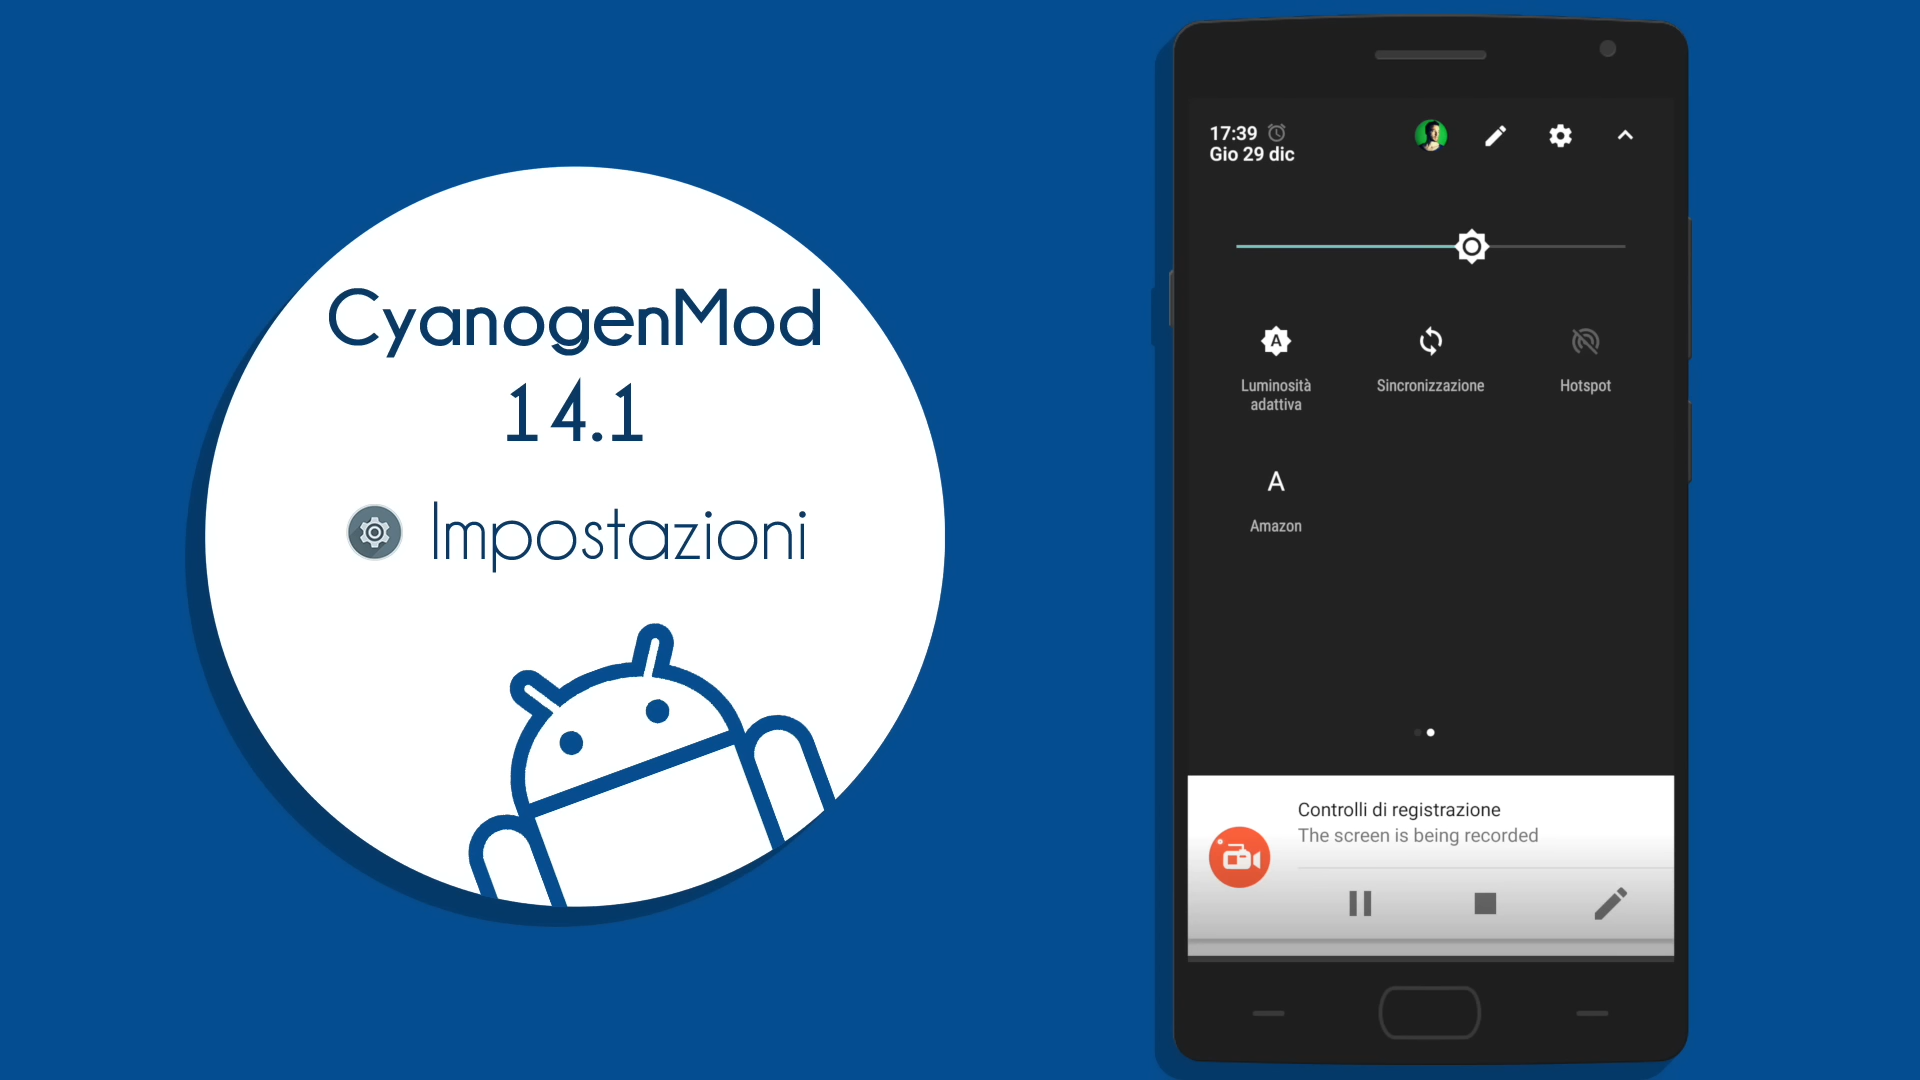 CyanogenMod
14.1
Impostazioni
17:39
Gio 29 dic
A
Luminosità
adattiva
Sincronizzazione
Hotspot
A
Amazon
Controlli di registrazione
The screen is being recorded